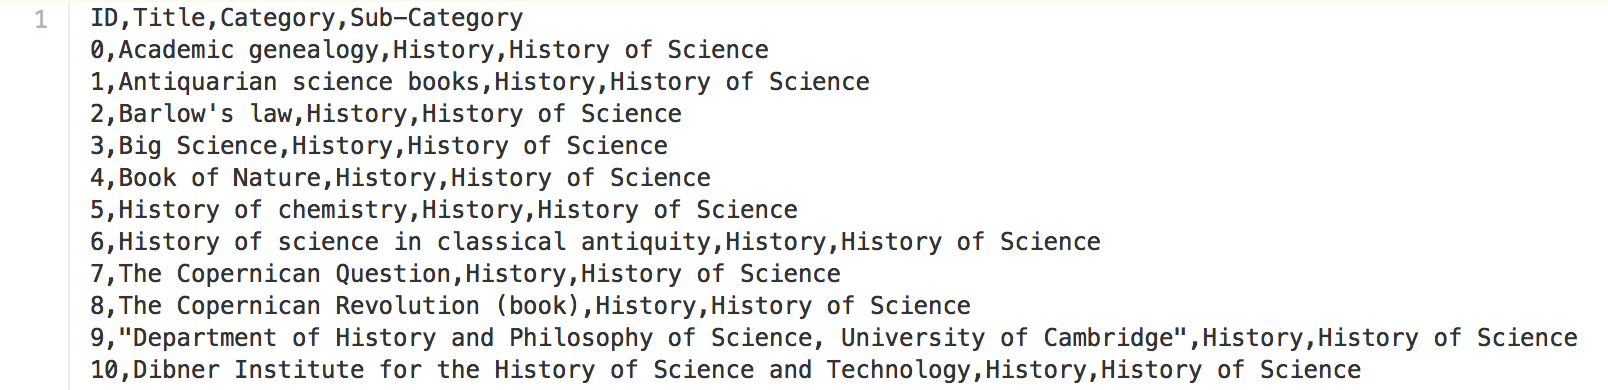 1 ID,Title,Category,Sub-Category
0,Academic genealogy,History,History of Science
1,Antiquarian science books,History,History of Science
2,Barlow's law,History,History of Science
3,Big Science,History,History of Science
4,Book of Nature,History,History of Science
5,History of chemistry,History,History of Science
6,History of science in classical antiquity,History,History of Science
7,The Copernican Question,History,History of Science
8,The Copernican Revolution (book),History,History of Science
9,"Department of History and Philosophy of Science, University of Cambridge",History,History of Science
10,Dibner Institute for the History of Science and Technology,History,History of Science